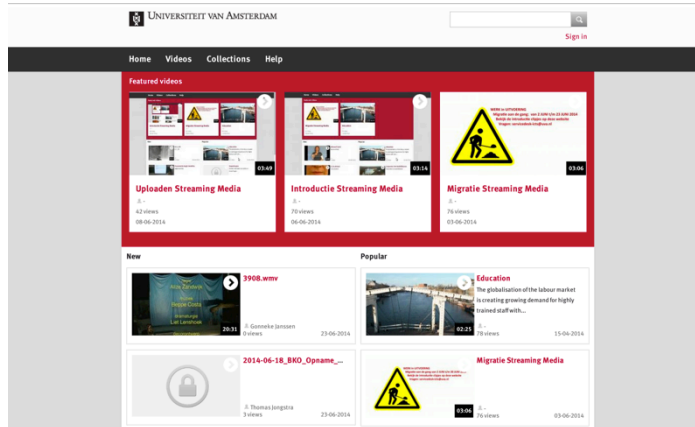 UNIVERSITEIT VAN AMSTERDAM
Sign in
Home Videos Collections Help
Featured videos
03:49
Uploaden Streaming Media
-
42 views
08-06-2014
03:14
Introductie Streaming Media
-
70 views
06-06-2014
WERK in UITVOERING
03:06
Migratie Streaming Media
-
76 views
03-06-2014
New
20:31
3908.wmv
Gonneke Janssen
0 views
23-06-2014
2014-06-18_BKO_Opname_...
Thomas Jongstra
3 views
23-06-2014
Popular
02:25
Education
The globalisation of the labour market
is creating growing demand for highly
trained staff with...
-
78 views
15-04-2014
03:06
Migratie Streaming Media
-
76 views
03-06-2014